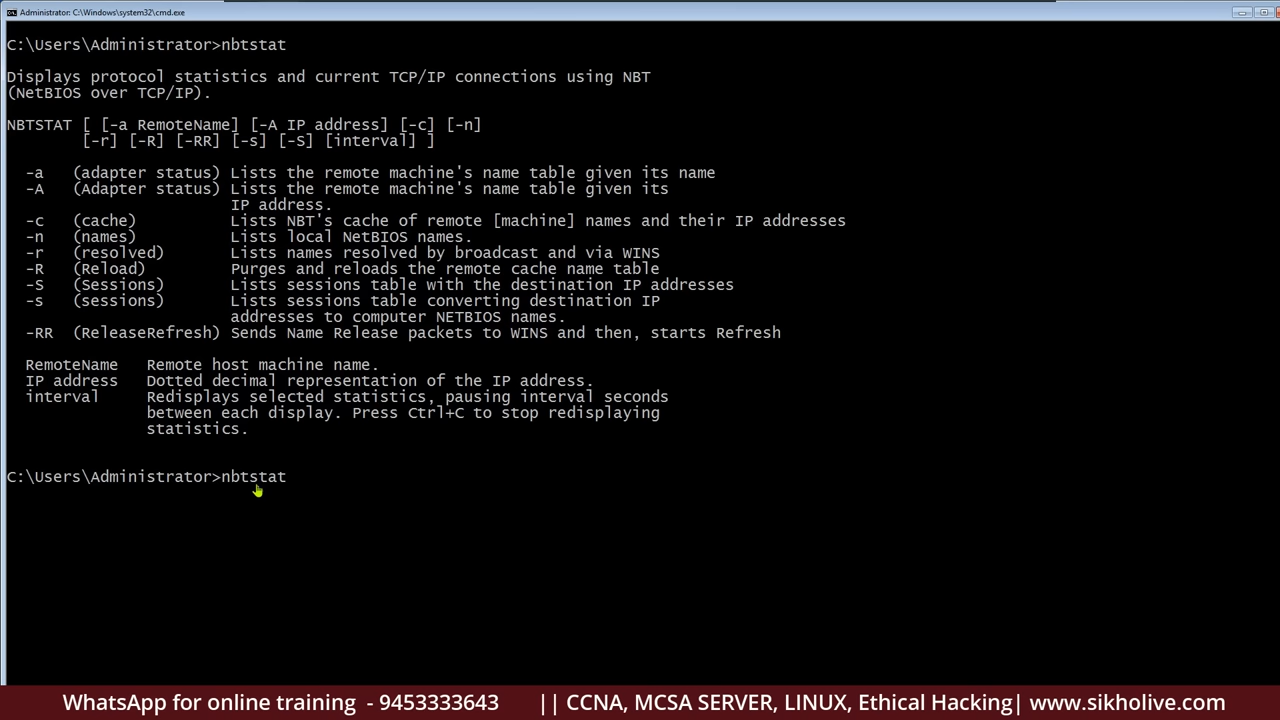 Administrator: C:\Windows\system32\cmd.exe
C:\Users\Administrator>nbtstat
Displays protocol statistics and current TCP/IP connections using NBT
(NetBIOS over TCP/IP).
NBTSTAT [ [-a RemoteName] [-A IP address] [-c] [-n]
[-r] [-R] [-RR] [-s] [-S] [interval] ]
-a (adapter status) Lists the remote machine's name table given its name
-A (Adapter status) Lists the remote machine's name table given its
IP address.
-c (cache) Lists NBT's cache of remote [machine] names and their IP addresses
-n (names) Lists local NetBIOS names.
-r (resolved) Lists names resolved by broadcast and via WINS
-R (Reload) Purges and reloads the remote cache name table
-S (Sessions) Lists sessions table with the destination IP addresses
-s (sessions) Lists sessions table converting destination IP
addresses to computer NETBIOS names.
-RR (ReleaseRefresh) Sends Name Release packets to WINS and then, starts Refresh
RemoteName Remote host machine name.
IP address Dotted decimal representation of the IP address.
interval Redisplays selected statistics, pausing interval seconds
between each display. Press Ctrl+C to stop redisplaying
statistics.
C:\Users\Administrator>nbtstat
WhatsApp for online training - 9453333643 || CCNA, MCSA SERVER, LINUX, Ethical Hacking| www.sikholive.com